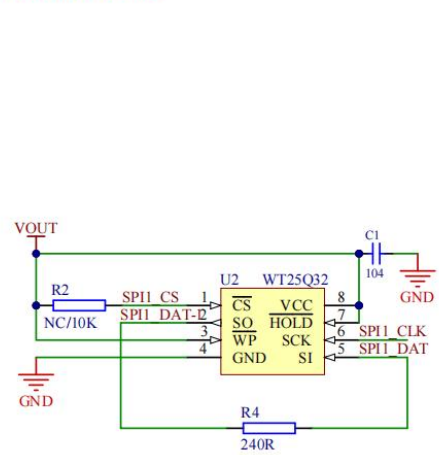 VOUT
C1
104
GND
R2
NC/10K
U2 WT25Q32
SPI1_CS 1 CS VCC 8
SPI1_DAT-1 2 SO HOLD 7
3 WP SCK 6 SPI1_CLK
4 GND SI 5 SPI1_DAT
GND
R4
240R